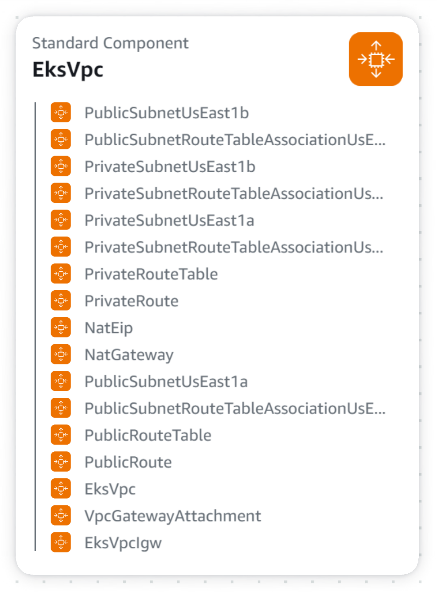 Standard Component
EksVpc
PublicSubnetUsEast1b
PublicSubnetRouteTableAssociationUsE...
PrivateSubnetUsEast1b
PrivateSubnetRouteTableAssociationUs...
PrivateSubnetUsEast1a
PrivateSubnetRouteTableAssociationUs...
PrivateRouteTable
PrivateRoute
NatEip
NatGateway
PublicSubnetUsEast1a
PublicSubnetRouteTableAssociationUsE...
PublicRouteTable
PublicRoute
EksVpc
VpcGatewayAttachment
EksVpcIgw